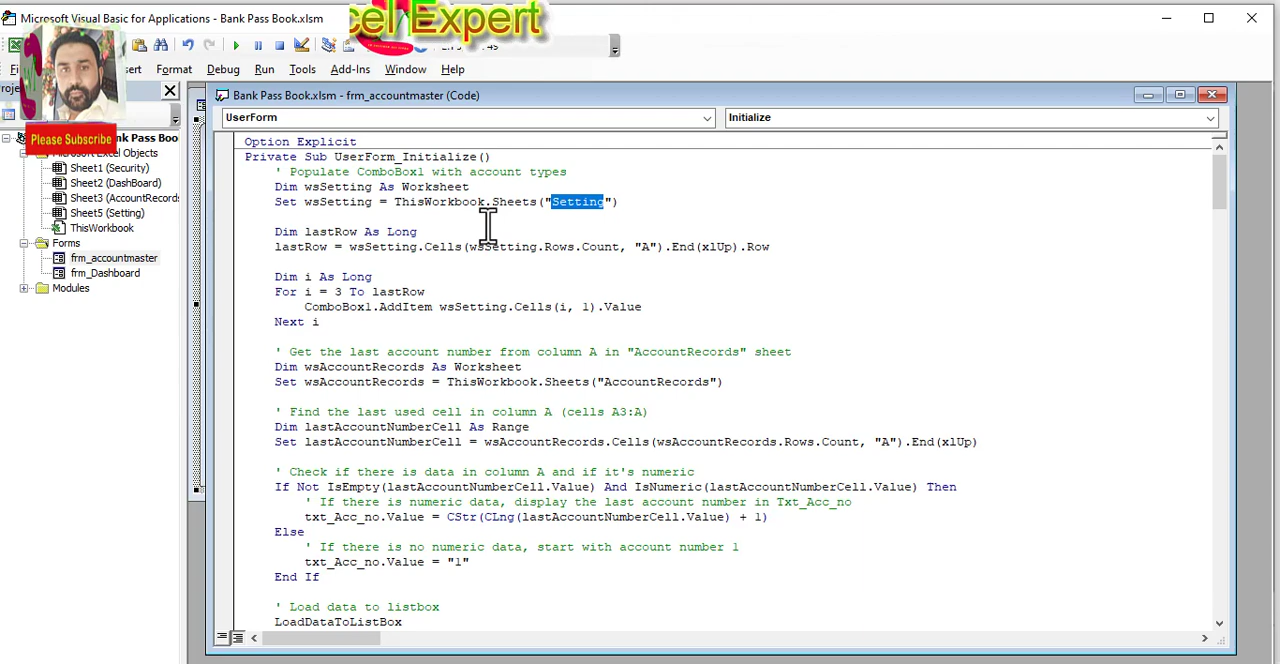 Microsoft Visual Basic for Applications - Bank Pass Book.xlsm
cel Expert
Format Debug Run Tools Add-Ins Window Help
Please Subscribe
Bank Pass Book.xlsm - frm_accountmaster (Code)
UserForm
Initialize
Bank Pass Boo
Microsoft Excel Objects
Sheet1 (Security)
Sheet2 (DashBoard)
Sheet3 (AccountRecords
Sheet5 (Setting)
ThisWorkbook
Forms
frm_accountmaster
frm_Dashboard
Modules
Option Explicit
Private Sub UserForm_Initialize()
' Populate ComboBox1 with account types
Dim wsSetting As Worksheet
Set wsSetting = ThisWorkbook.Sheets("Setting")
Dim lastRow As Long
lastRow = wsSetting.Cells(wsSetting.Rows.Count, "A").End(xlUp).Row
Dim i As Long
For i = 3 To lastRow
ComboBox1.AddItem wsSetting.Cells(i, 1).Value
Next i
' Get the last account number from column A in "AccountRecords" sheet
Dim wsAccountRecords As Worksheet
Set wsAccountRecords = ThisWorkbook.Sheets("AccountRecords")
' Find the last used cell in column A (cells A3:A)
Dim lastAccountNumberCell As Range
Set lastAccountNumberCell = wsAccountRecords.Cells(wsAccountRecords.Rows.Count, "A").End(xlUp)
' Check if there is data in column A and if it's numeric
If Not IsEmpty(lastAccountNumberCell.Value) And IsNumeric(lastAccountNumberCell.Value) Then
' If there is numeric data, display the last account number in Txt_Acc_no
txt_Acc_no.Value = CStr(CLng(lastAccountNumberCell.Value) + 1)
Else
' If there is no numeric data, start with account number 1
txt_Acc_no.Value = "1"
End If
' Load data to listbox
LoadDataToListBox